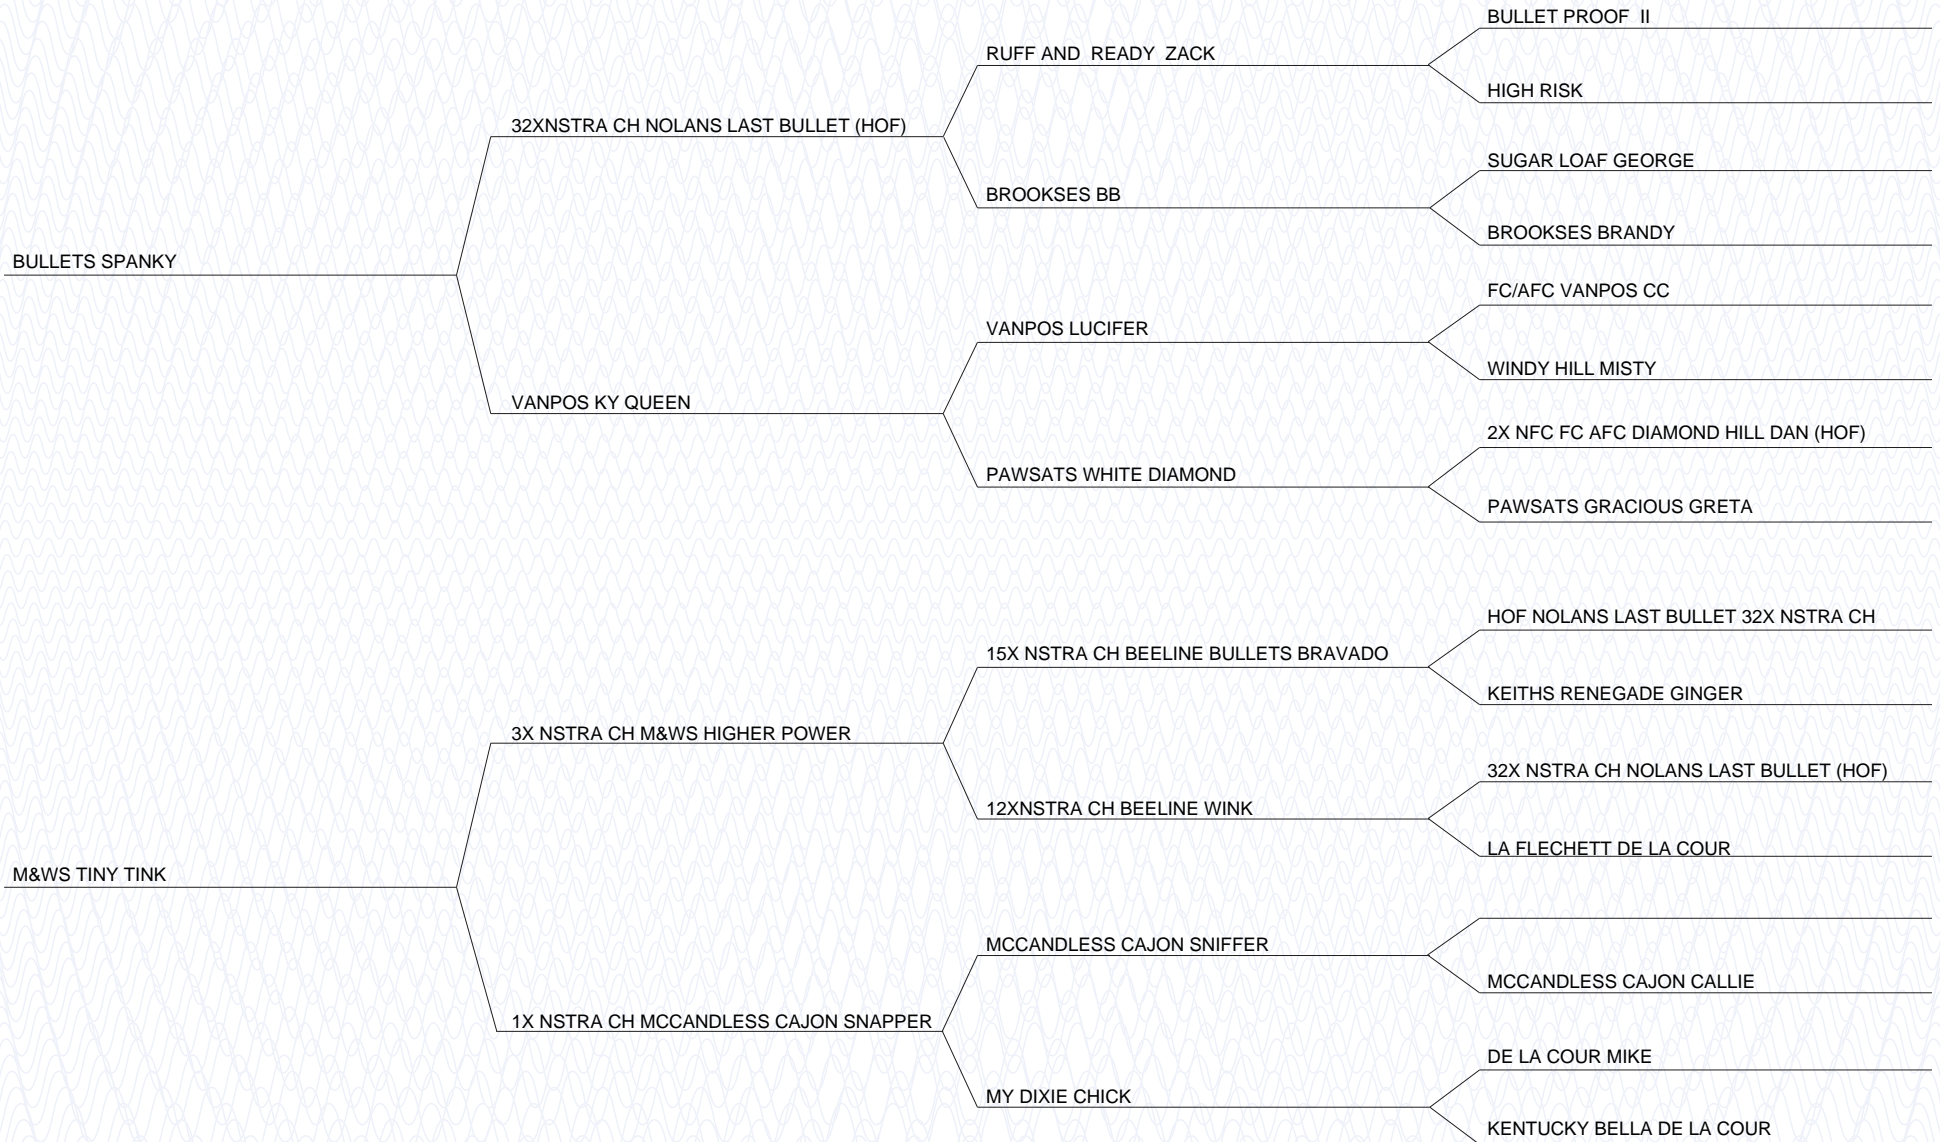 BULLET PROOF  II
RUFF AND  READY  ZACK
HIGH RISK
32XNSTRA CH NOLANS LAST BULLET (HOF)
SUGAR LOAF GEORGE
BROOKSES BB
BROOKSES BRANDY
BULLETS SPANKY
FC/AFC VANPOS CC
VANPOS LUCIFER
WINDY HILL MISTY
VANPOS KY QUEEN
2X NFC FC AFC DIAMOND HILL DAN (HOF)
PAWSATS WHITE DIAMOND
PAWSATS GRACIOUS GRETA
HOF NOLANS LAST BULLET 32X NSTRA CH
15X NSTRA CH BEELINE BULLETS BRAVADO
KEITHS RENEGADE GINGER
3X NSTRA CH M&WS HIGHER POWER
32X NSTRA CH NOLANS LAST BULLET (HOF)
12XNSTRA CH BEELINE WINK
LA FLECHETT DE LA COUR
M&WS TINY TINK
MCCANDLESS CAJON SNIFFER
MCCANDLESS CAJON CALLIE
1X NSTRA CH MCCANDLESS CAJON SNAPPER
DE LA COUR MIKE
MY DIXIE CHICK
KENTUCKY BELLA DE LA COUR